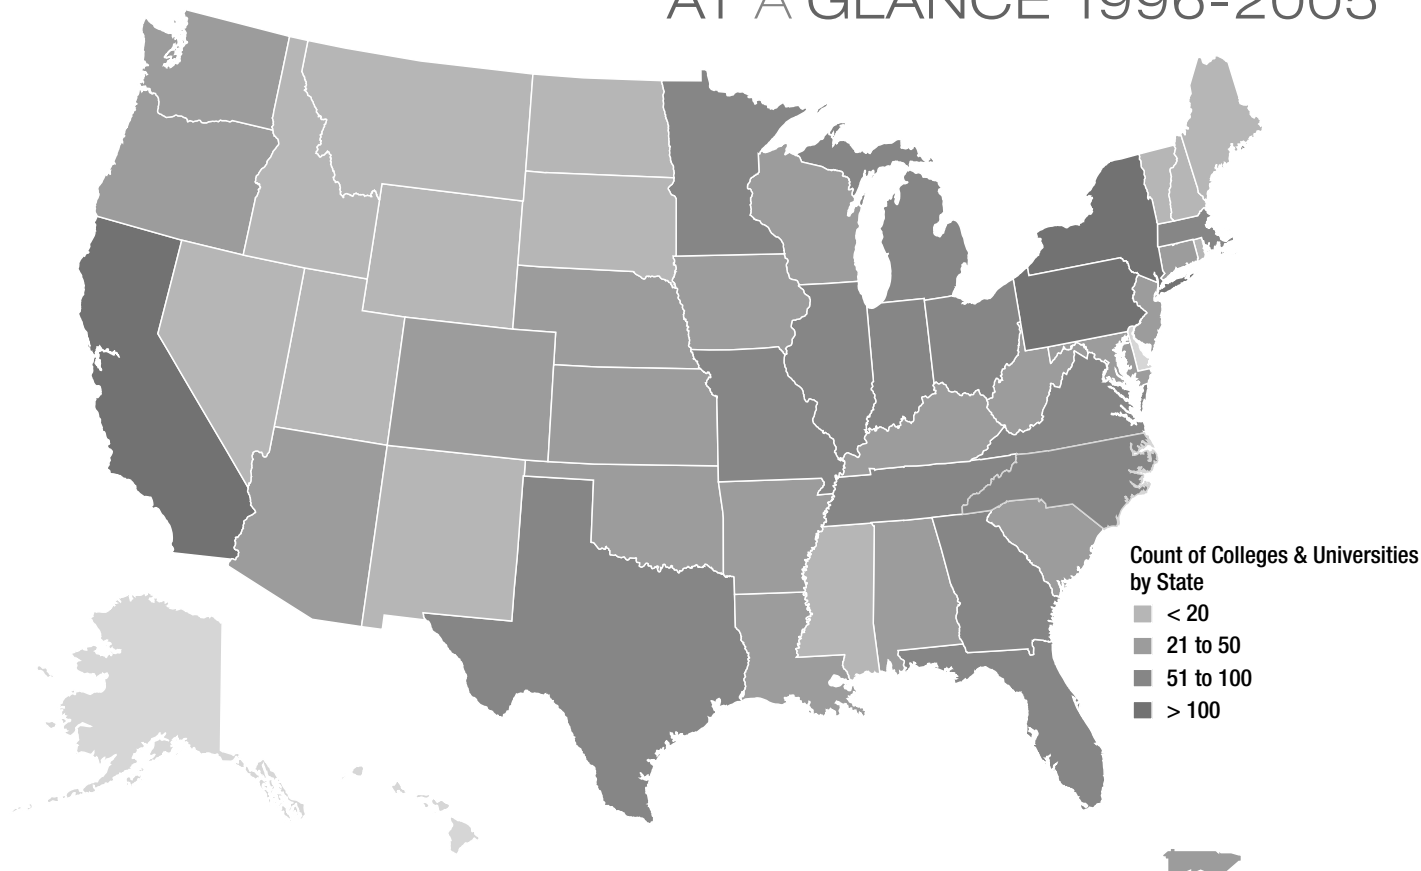 AT A GLANCE 1996-2005
Count of Colleges & Universities
by State
< 20
21 to 50
51 to 100
> 100